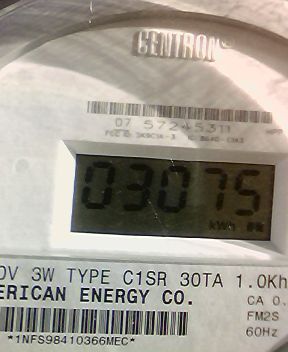 CENTRON®
07 57245311
03075
kWh
0V 3W TYPE C1SR 30TA 1.0Kh
ERICAN ENERGY CO.
CA 0.
FM2S
60Hz
*1NFS98410366MEC*